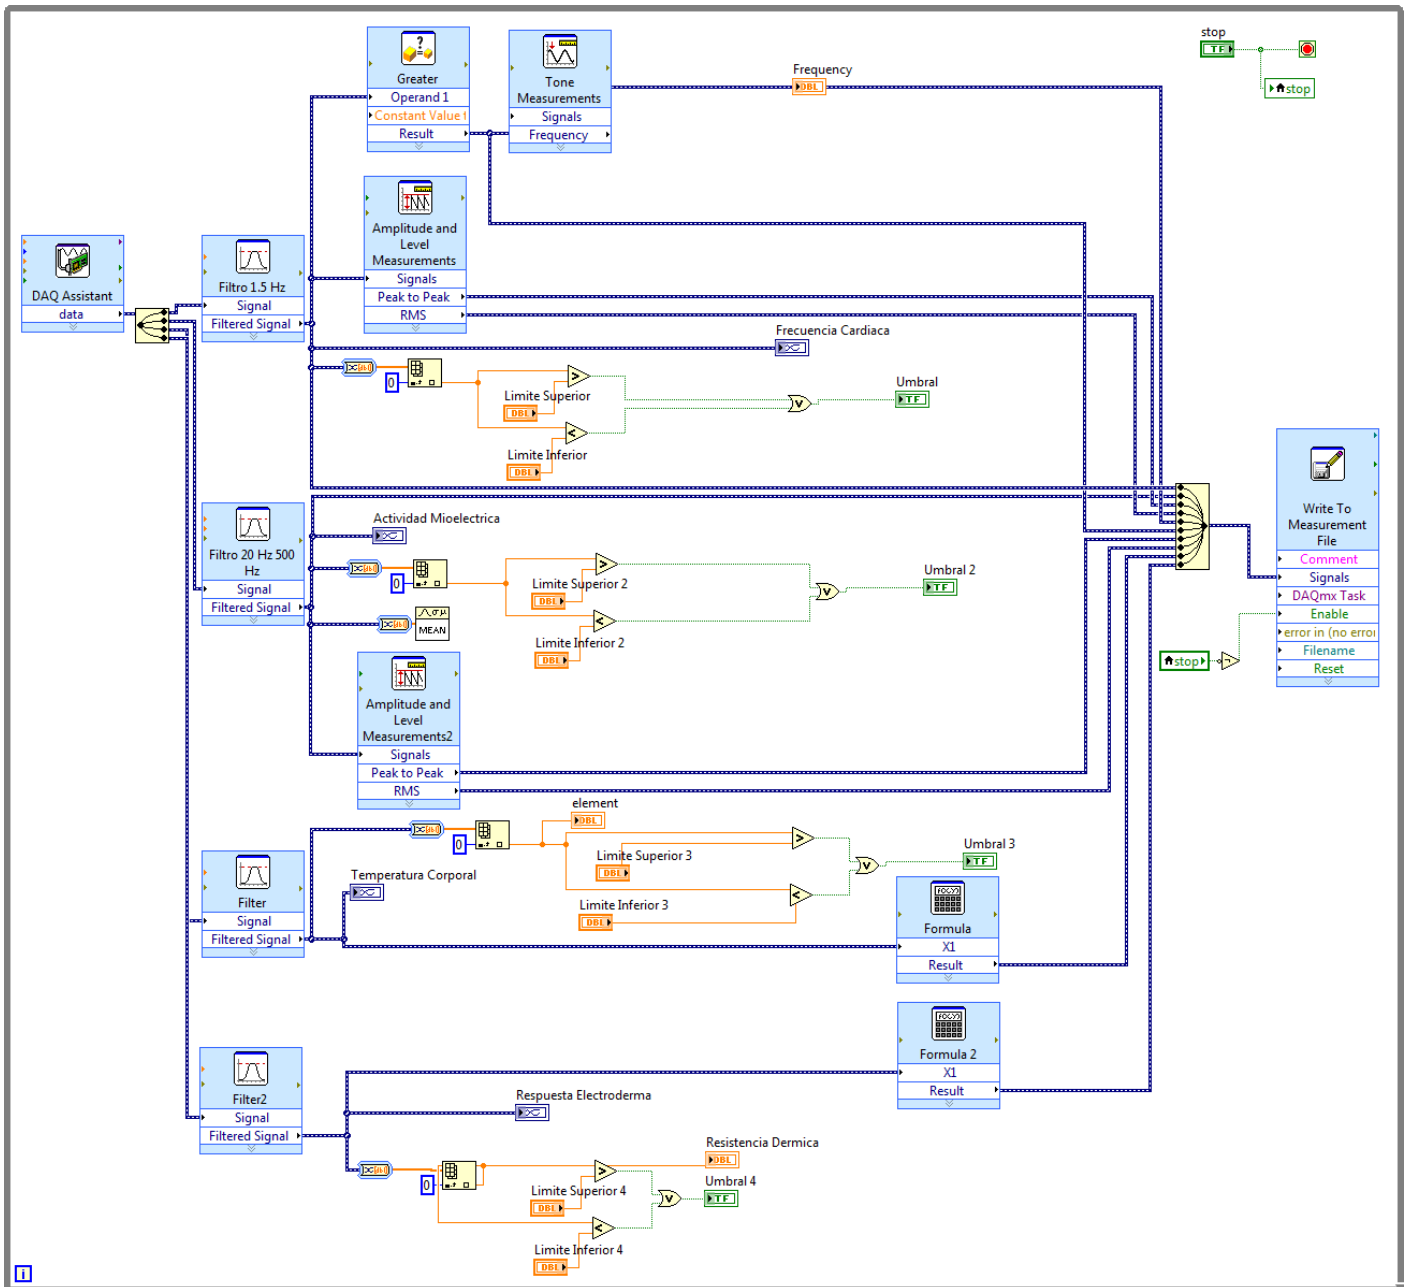 stop
TF
stop
Greater
Operand 1
Constant Value 1
Result
Tone
Measurements
Signals
Frequency
Frequency
DBL
Amplitude and
Level
Measurements
Signals
Peak to Peak
RMS
DAQ Assistant
data
Filtro 1.5 Hz
Signal
Filtered Signal
Frecuencia Cardiaca
0
Limite Superior
DBL
Limite Inferior
DBL
>
<
V
Umbral
TF
Filtro 20 Hz 500
Hz
Signal
Filtered Signal
Actividad Mioelectrica
0
Limite Superior 2
DBL
Limite Inferior 2
DBL
>
<
V
Umbral 2
TF
σμ
MEAN
Amplitude and
Level
Measurements2
Signals
Peak to Peak
RMS
Write To
Measurement
File
Comment
Signals
DAQmx Task
Enable
error in (no error
Filename
Reset
stop
element
DBL
0
Limite Superior 3
DBL
Limite Inferior 3
DBL
>
<
V
Umbral 3
TF
Filter
Signal
Filtered Signal
Temperatura Corporal
Formula
X1
Result
Formula 2
X1
Result
Filter2
Signal
Filtered Signal
Respuesta Electroderma
Resistencia Dermica
DBL
0
Limite Superior 4
DBL
Limite Inferior 4
DBL
>
<
V
Umbral 4
TF
i